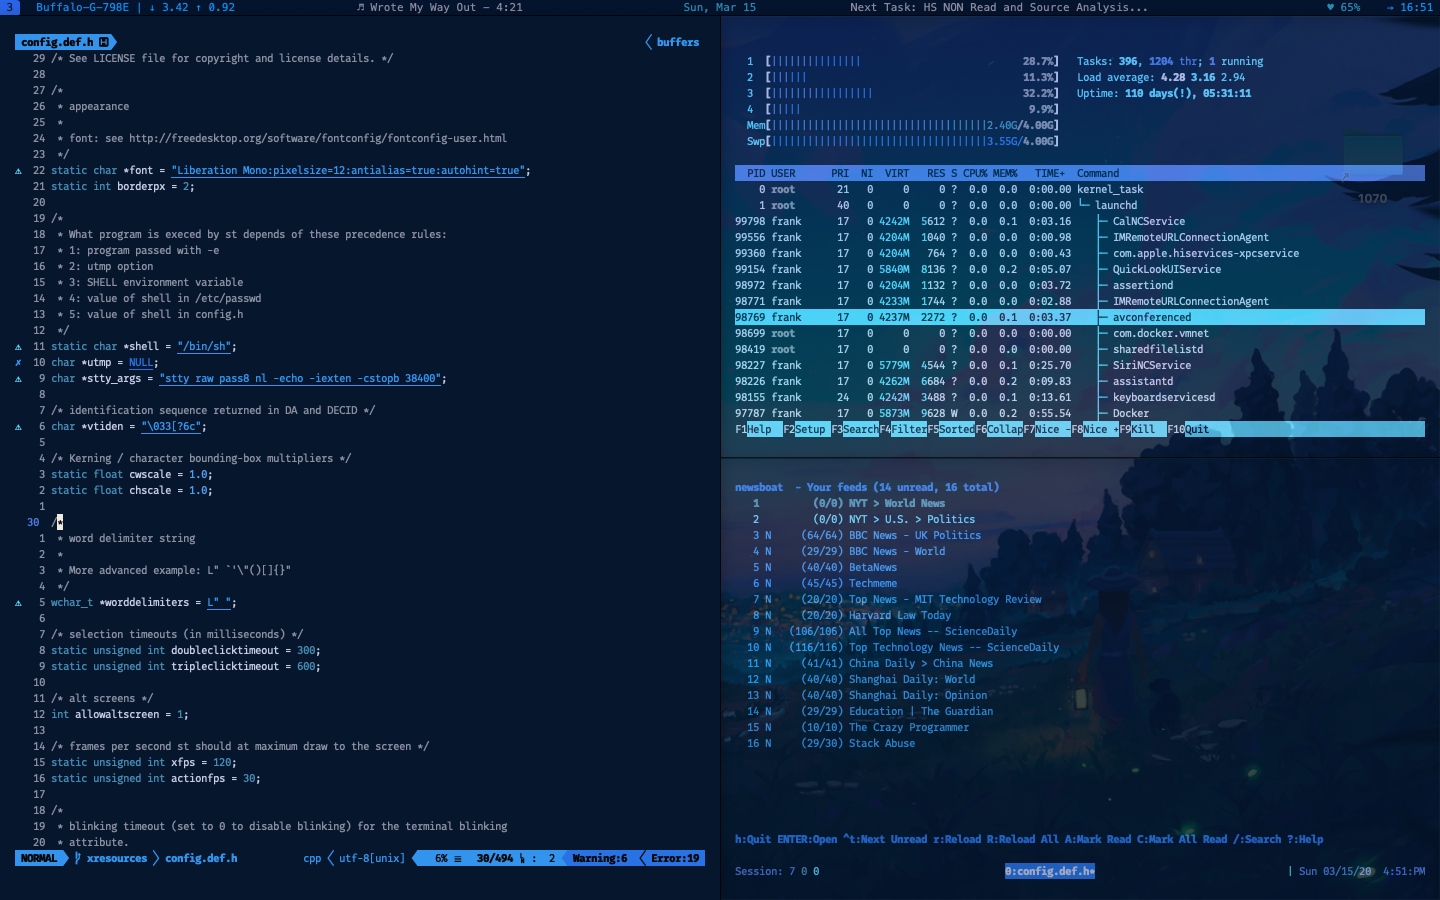 3 Buffalo-G-798E | ↓ 3.42 ↑ 0.92 ♬ Wrote My Way Out — 4:21 Sun, Mar 15 Next Task: HS NON Read and Source Analysis... ♥ 65% → 16:51
config.def.h buffers
29 /* See LICENSE file for copyright and license details. */
28
27 /*
26  * appearance
25  *
24  * font: see http://freedesktop.org/software/fontconfig/fontconfig-user.html
23  */
⚠ 22 static char *font = "Liberation Mono:pixelsize=12:antialias=true:autohint=true";
21 static int borderpx = 2;
20
19 /*
18  * What program is execed by st depends of these precedence rules:
17  * 1: program passed with -e
16  * 2: utmp option
15  * 3: SHELL environment variable
14  * 4: value of shell in /etc/passwd
13  * 5: value of shell in config.h
12  */
⚠ 11 static char *shell = "/bin/sh";
✗ 10 char *utmp = NULL;
⚠ 9 char *stty_args = "stty raw pass8 nl -echo -iexten -cstopb 38400";
8
7 /* identification sequence returned in DA and DECID */
⚠ 6 char *vtiden = "\033[?6c";
5
4 /* Kerning / character bounding-box multipliers */
3 static float cwscale = 1.0;
2 static float chscale = 1.0;
1
30 /*
1  * word delimiter string
2  *
3  * More advanced example: L" `'\"()[]{}"
4  */
⚠ 5 wchar_t *worddelimiters = L" ";
6
7 /* selection timeouts (in milliseconds) */
8 static unsigned int doubleclicktimeout = 300;
9 static unsigned int tripleclicktimeout = 600;
10
11 /* alt screens */
12 int allowaltscreen = 1;
13
14 /* frames per second st should at maximum draw to the screen */
15 static unsigned int xfps = 120;
16 static unsigned int actionfps = 30;
17
18 /*
19  * blinking timeout (set to 0 to disable blinking) for the terminal blinking
20  * attribute.
NORMAL xresources config.def.h cpp utf-8[unix] 6% ≡ 30/494 : 2 Warning:6 Error:19
1 [||||||||||||||| 28.7%] Tasks: 396, 1204 thr; 1 running
2 [|||||| 11.3%] Load average: 4.28 3.16 2.94
3 [||||||||||||||||| 32.2%] Uptime: 110 days(!), 05:31:11
4 [||||| 9.9%]
Mem[||||||||||||||||||||||||||||||||||||2.40G/4.00G]
Swp[||||||||||||||||||||||||||||||||||||3.55G/4.00G]
PID USER PRI NI VIRT RES S CPU% MEM% TIME+ Command
0 root 21 0 0 0 ? 0.0 0.0 0:00.00 kernel_task
1 root 40 0 0 0 ? 0.0 0.0 0:00.00 └─ launchd
99798 frank 17 0 4242M 5612 ? 0.0 0.1 0:03.16 ├─ CalNCService
99556 frank 17 0 4204M 1040 ? 0.0 0.0 0:00.98 ├─ IMRemoteURLConnectionAgent
99360 frank 17 0 4204M 764 ? 0.0 0.0 0:00.43 ├─ com.apple.hiservices-xpcservice
99154 frank 17 0 5840M 8136 ? 0.0 0.2 0:05.07 ├─ QuickLookUIService
98972 frank 17 0 4204M 1132 ? 0.0 0.0 0:03.72 ├─ assertiond
98771 frank 17 0 4233M 1744 ? 0.0 0.0 0:02.88 ├─ IMRemoteURLConnectionAgent
98769 frank 17 0 4237M 2272 ? 0.0 0.1 0:03.37 ├─ avconferenced
98699 root 17 0 0 0 ? 0.0 0.0 0:00.00 ├─ com.docker.vmnet
98419 root 17 0 0 0 ? 0.0 0.0 0:00.00 ├─ sharedfilelistd
98227 frank 17 0 5779M 4544 ? 0.0 0.1 0:25.70 ├─ SiriNCService
98226 frank 17 0 4262M 6684 ? 0.0 0.2 0:09.83 ├─ assistantd
98155 frank 24 0 4242M 3488 ? 0.0 0.1 0:13.61 ├─ keyboardservicesd
97787 frank 17 0 5873M 9628 W 0.0 0.2 0:55.54 ├─ Docker
F1Help F2Setup F3SearchF4FilterF5SortedF6CollapF7Nice -F8Nice +F9Kill F10Quit
1070
newsboat - Your feeds (14 unread, 16 total)
1 (0/0) NYT > World News
2 (0/0) NYT > U.S. > Politics
3 N (64/64) BBC News - UK Politics
4 N (29/29) BBC News - World
5 N (40/40) BetaNews
6 N (45/45) Techmeme
7 N (20/20) Top News - MIT Technology Review
8 N (20/20) Harvard Law Today
9 N (106/106) All Top News -- ScienceDaily
10 N (116/116) Top Technology News -- ScienceDaily
11 N (41/41) China Daily > China News
12 N (40/40) Shanghai Daily: World
13 N (40/40) Shanghai Daily: Opinion
14 N (29/29) Education | The Guardian
15 N (10/10) The Crazy Programmer
16 N (29/30) Stack Abuse
h:Quit ENTER:Open ^t:Next Unread r:Reload R:Reload All A:Mark Read C:Mark All Read /:Search ?:Help
Session: 7 0 0 0:config.def.h* | Sun 03/15/20 4:51:PM